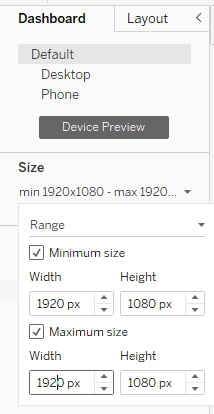 Dashboard Layout <
Default
Desktop
Phone
Device Preview
Size
min 1920x1080 - max 1920...
Range
Minimum size
Width Height
1920 px 1080 px
Maximum size
Width Height
1920 px 1080 px